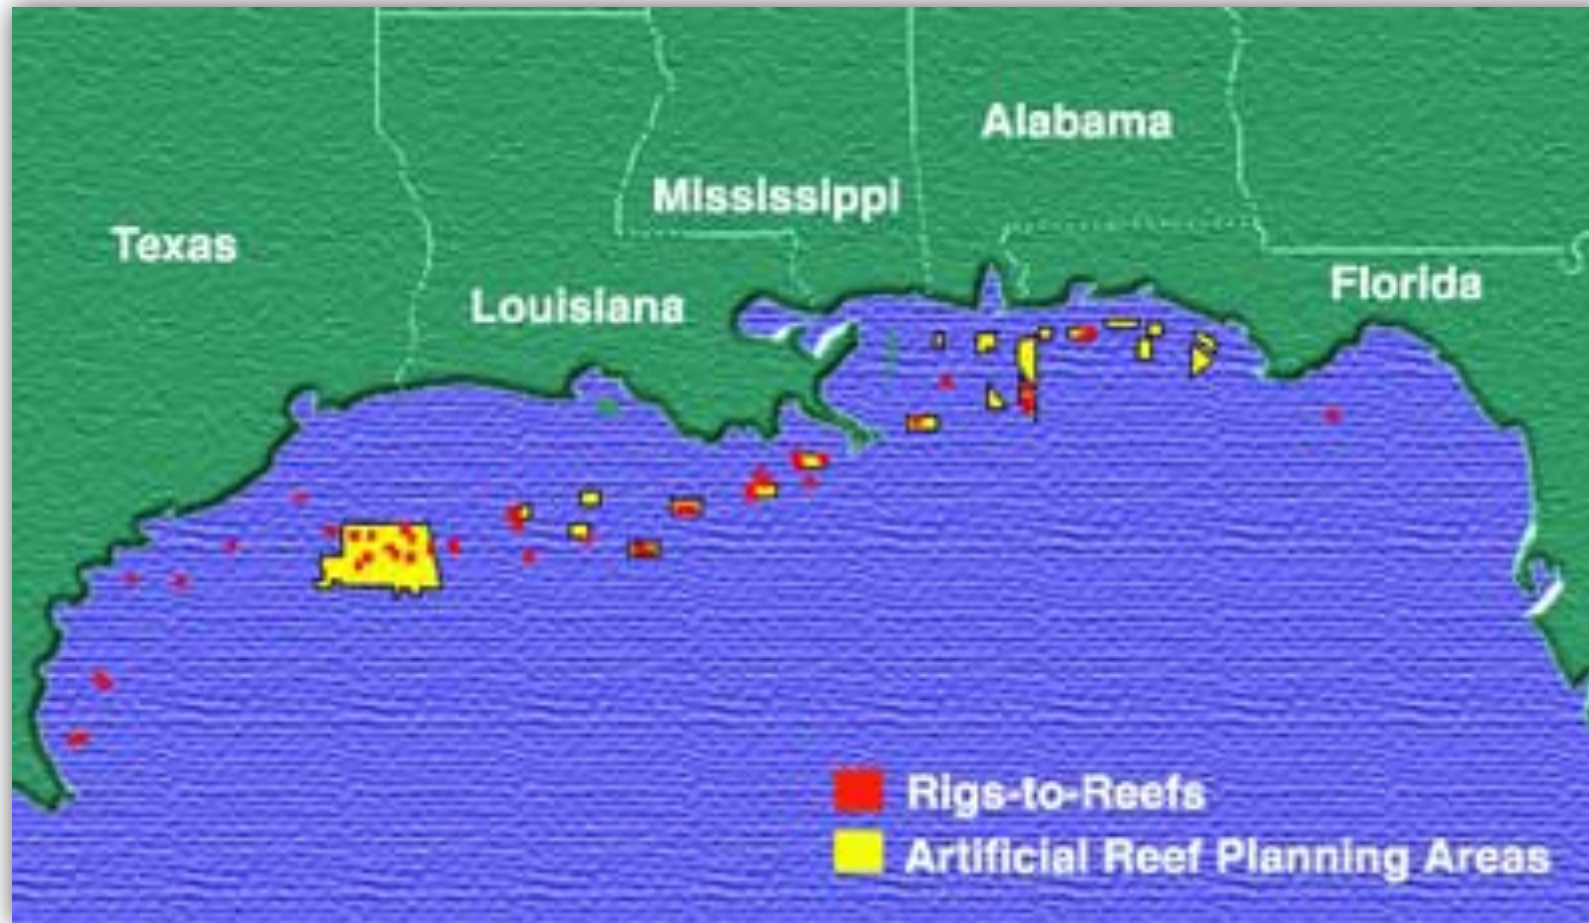 Alabama
Mississippi
Texas
Florida
Louisiana
Rigs-to-Reefs
Artificial Reef Planning Areas